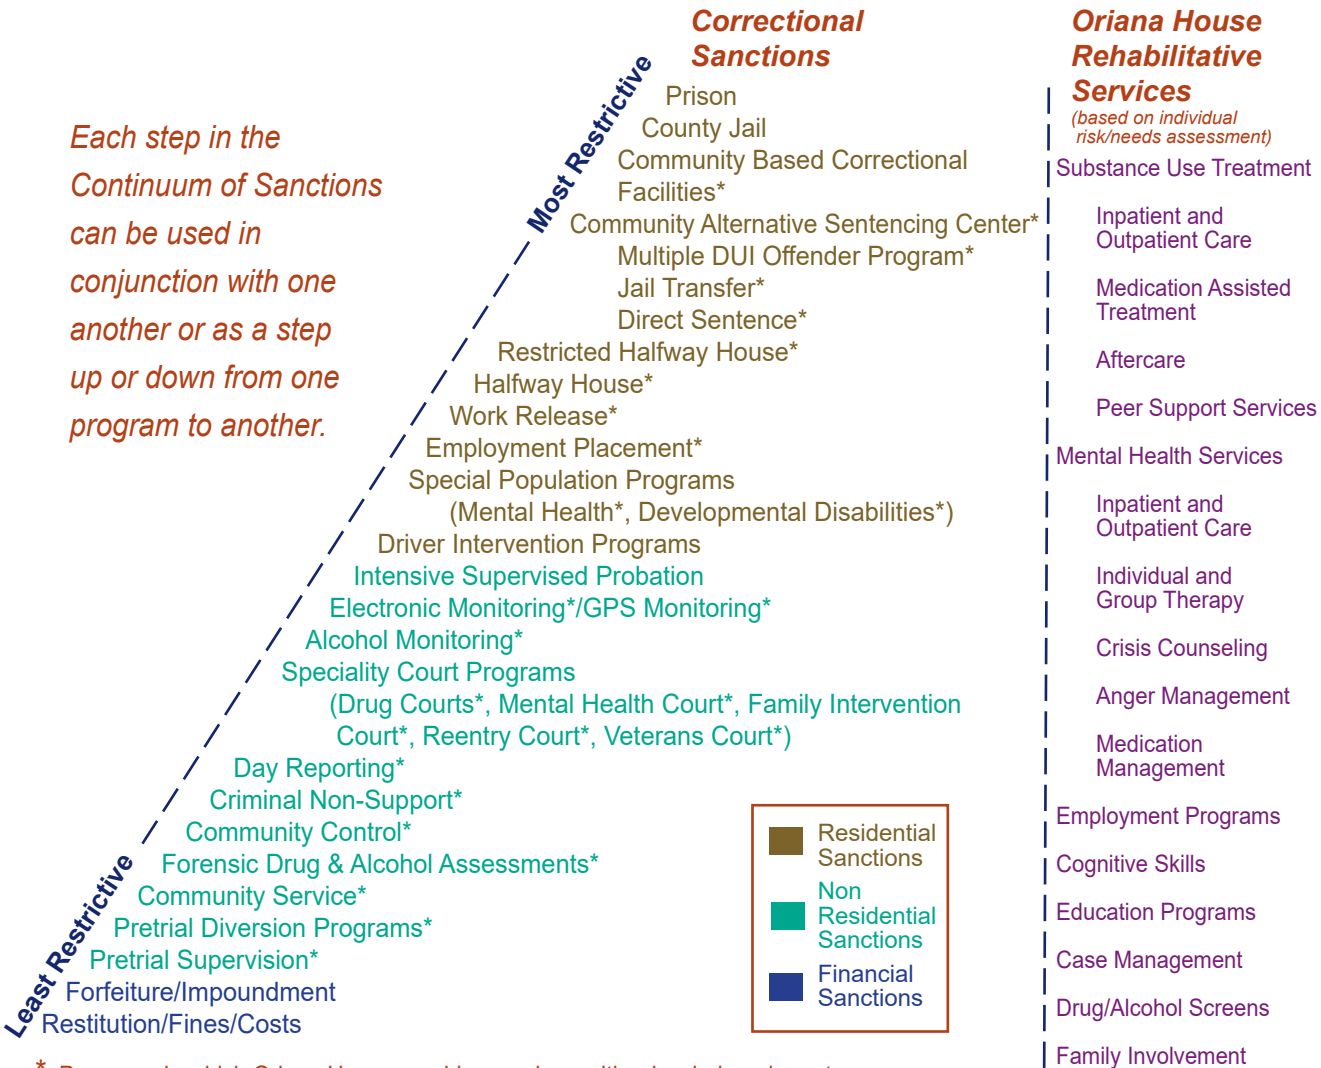 Correctional
Sanctions
Oriana House
Rehabilitative
Services
(based on individual
risk/needs assessment)
Each step in the
Continuum of Sanctions
can be used in
conjunction with one
another or as a step
up or down from one
program to another.
Most Restrictive
Prison
County Jail
Community Based Correctional
Facilities*
Community Alternative Sentencing Center*
Multiple DUI Offender Program*
Jail Transfer*
Direct Sentence*
Restricted Halfway House*
Halfway House*
Work Release*
Employment Placement*
Special Population Programs
(Mental Health*, Developmental Disabilities*)
Driver Intervention Programs
Intensive Supervised Probation
Electronic Monitoring*/GPS Monitoring*
Alcohol Monitoring*
Speciality Court Programs
(Drug Courts*, Mental Health Court*, Family Intervention
Court*, Reentry Court*, Veterans Court*)
Day Reporting*
Criminal Non-Support*
Community Control*
Forensic Drug & Alcohol Assessments*
Community Service*
Pretrial Diversion Programs*
Pretrial Supervision*
Forfeiture/Impoundment
Restitution/Fines/Costs
Least Restrictive
Residential
Sanctions
Non
Residential
Sanctions
Financial
Sanctions
Substance Use Treatment
Inpatient and
Outpatient Care
Medication Assisted
Treatment
Aftercare
Peer Support Services
Mental Health Services
Inpatient and
Outpatient Care
Individual and
Group Therapy
Crisis Counseling
Anger Management
Medication
Management
Employment Programs
Cognitive Skills
Education Programs
Case Management
Drug/Alcohol Screens
Family Involvement
*